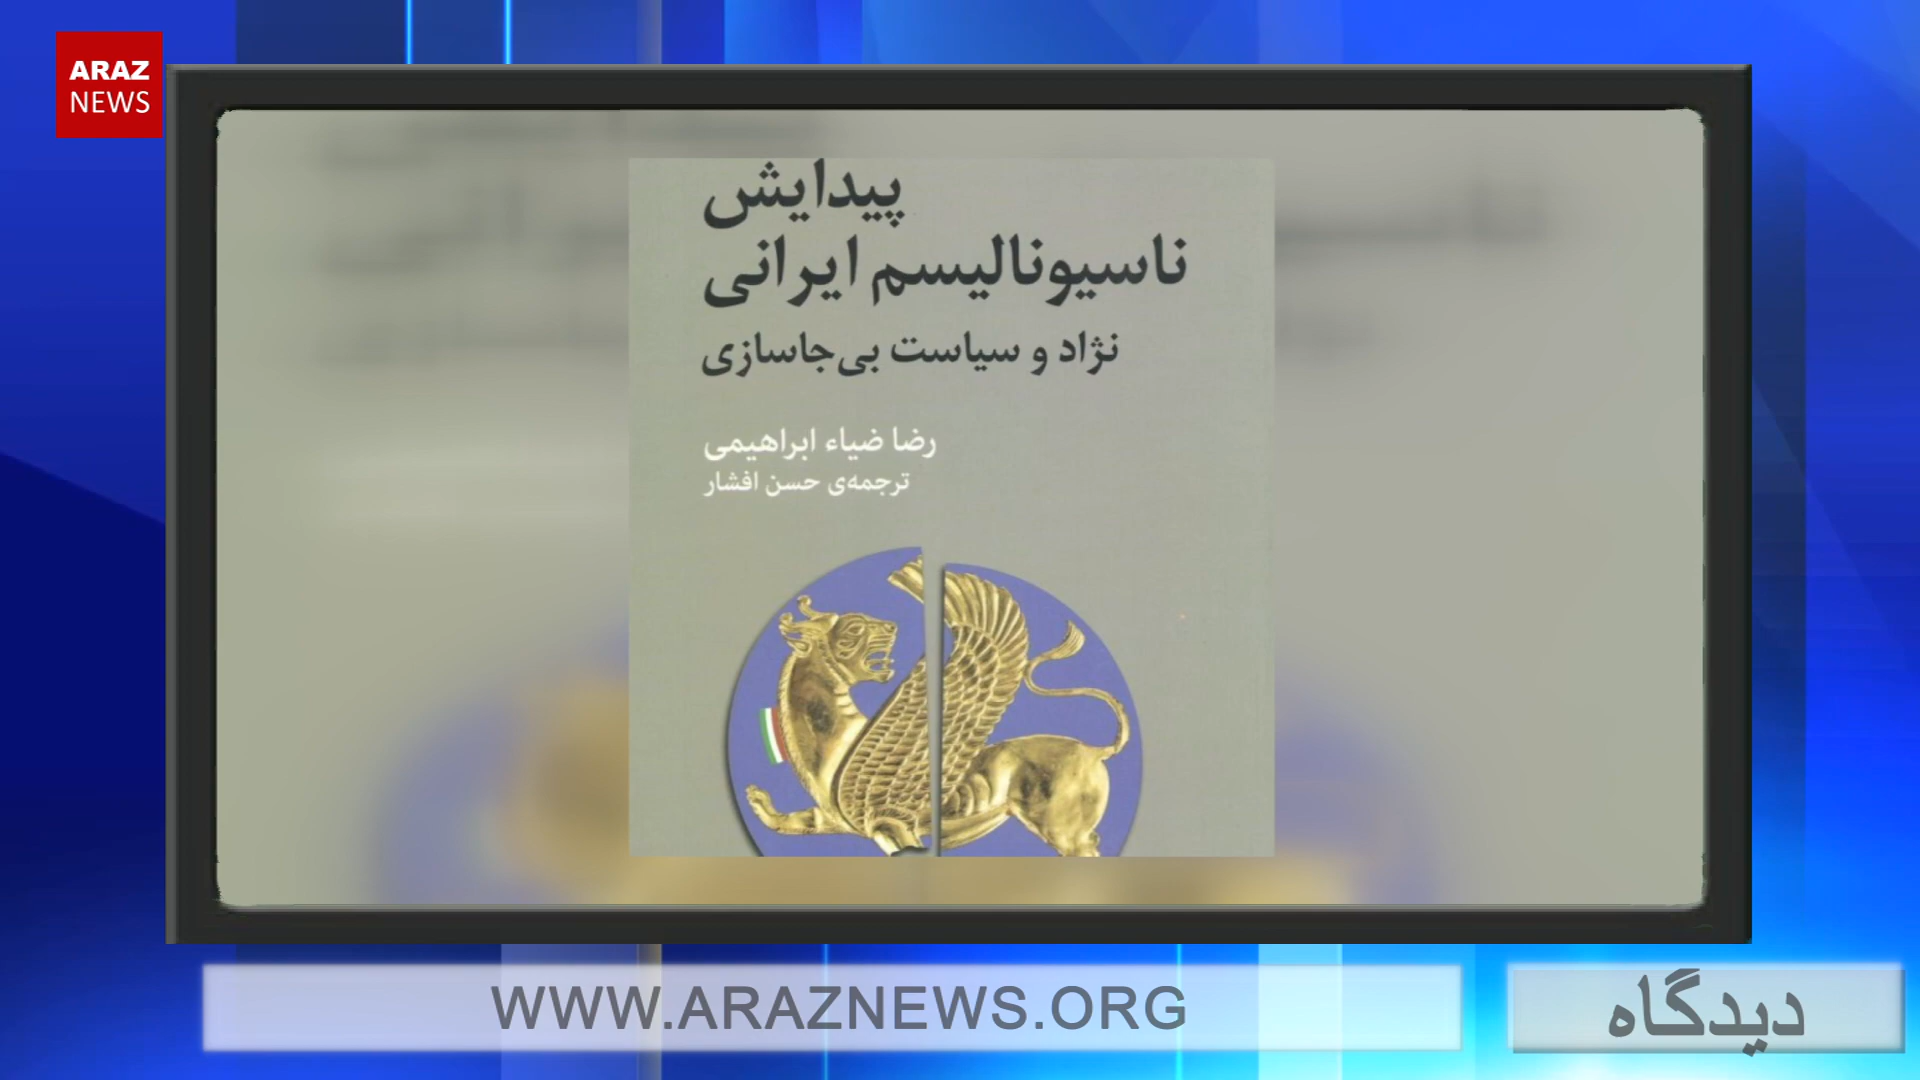 ARAZ
NEWS
پیدایش
ناسیونالیسم ایرانی
نژاد و سیاست بی‌جاسازی
رضا ضیاء ابراهیمی
ترجمه‌ی حسن افشار
WWW.ARAZNEWS.ORG
دیدگاه